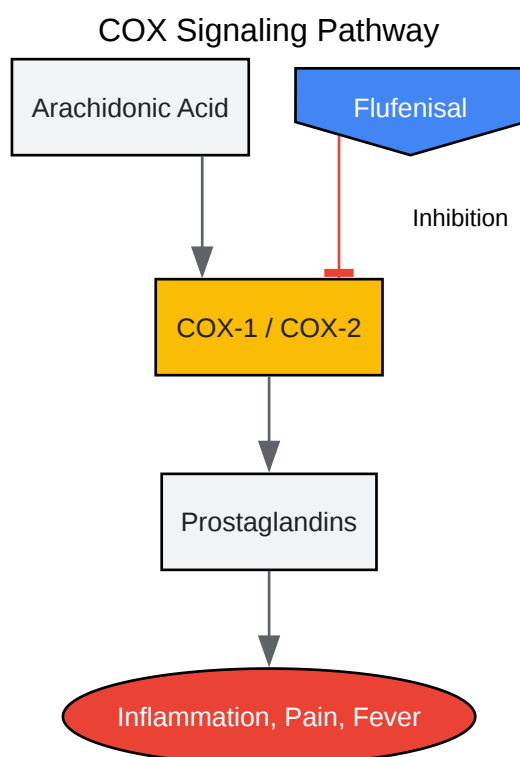 COX Signaling Pathway
Arachidonic Acid
Flufenisal
Inhibition
COX-1 / COX-2
Prostaglandins
Inflammation, Pain, Fever